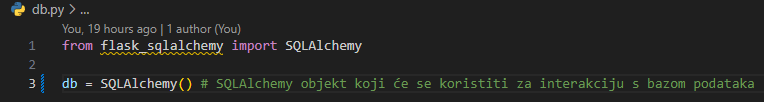 db.py > ...
You, 19 hours ago | 1 author (You)
1 from flask_sqlalchemy import SQLAlchemy
2
3 db = SQLAlchemy() # SQLAlchemy objekt koji će se koristiti za interakciju s bazom podataka